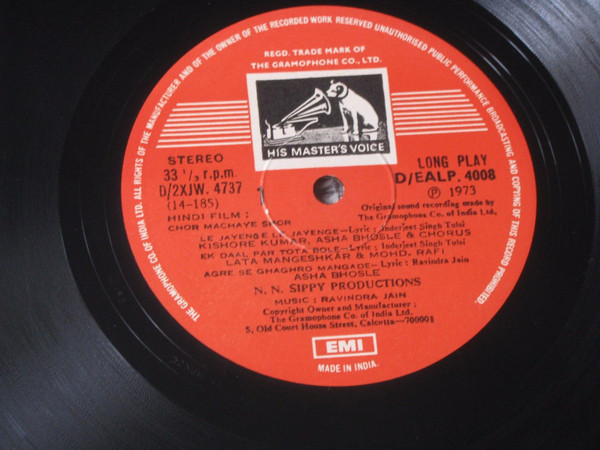 THE GRAMOPHONE CO. OF INDIA LTD. ALL RIGHTS OF THE MANUFACTURER AND OF THE OWNER OF THE RECORDED WORK RESERVED UNAUTHORISED PUBLIC PERFORMANCE BROADCASTING AND COPYING OF THIS RECORD PROHIBITED.
REGD. TRADE MARK OF
THE GRAMOPHONE CO., LTD.
HIS MASTER'S VOICE
STEREO
33 1/3 r.p.m.
D/2XJW. 4737
(14-185)
LONG PLAY
D/EALP. 4008
Ⓟ 1973
Original sound recording made by
The Gramophone Co. of India Ltd.,
HINDI FILM :
CHOR MACHAYE SHOR
LE JAYENGE LE JAYENGE—Lyric : Inderjeet Singh Tulsi
KISHORE KUMAR, ASHA BHOSLE & CHORUS
EK DAAL PAR TOTA BOLE—Lyric : Inderjeet Singh Tulsi
LATA MANGESHKAR & MOHD. RAFI
AGRE SE GHAGHRO MANGADE—Lyric : Ravindra Jain
ASHA BHOSLE
N. N. SIPPY PRODUCTIONS
MUSIC : RAVINDRA JAIN
Copyright Owner and Manufacturer :
The Gramophone Co. of India Ltd.,
5, Old Court House Street, Calcutta—700001
EMI
MADE IN INDIA.